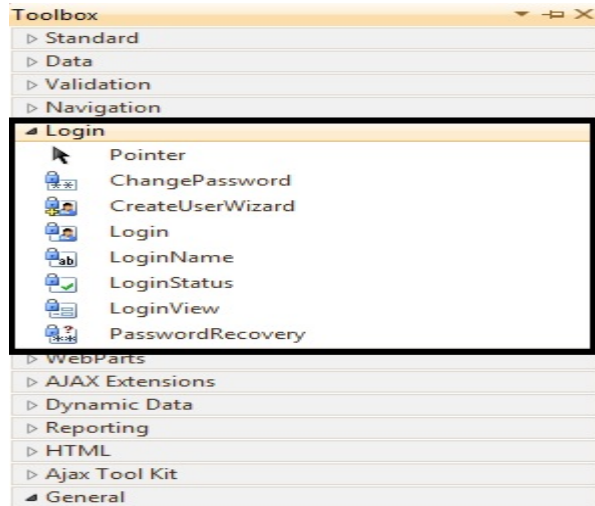 Toolbox
Standard
Data
Validation
Navigation
Login
Pointer
ChangePassword
CreateUserWizard
Login
LoginName
LoginStatus
LoginView
PasswordRecovery
WebParts
AJAX Extensions
Dynamic Data
Reporting
HTML
Ajax Tool Kit
General